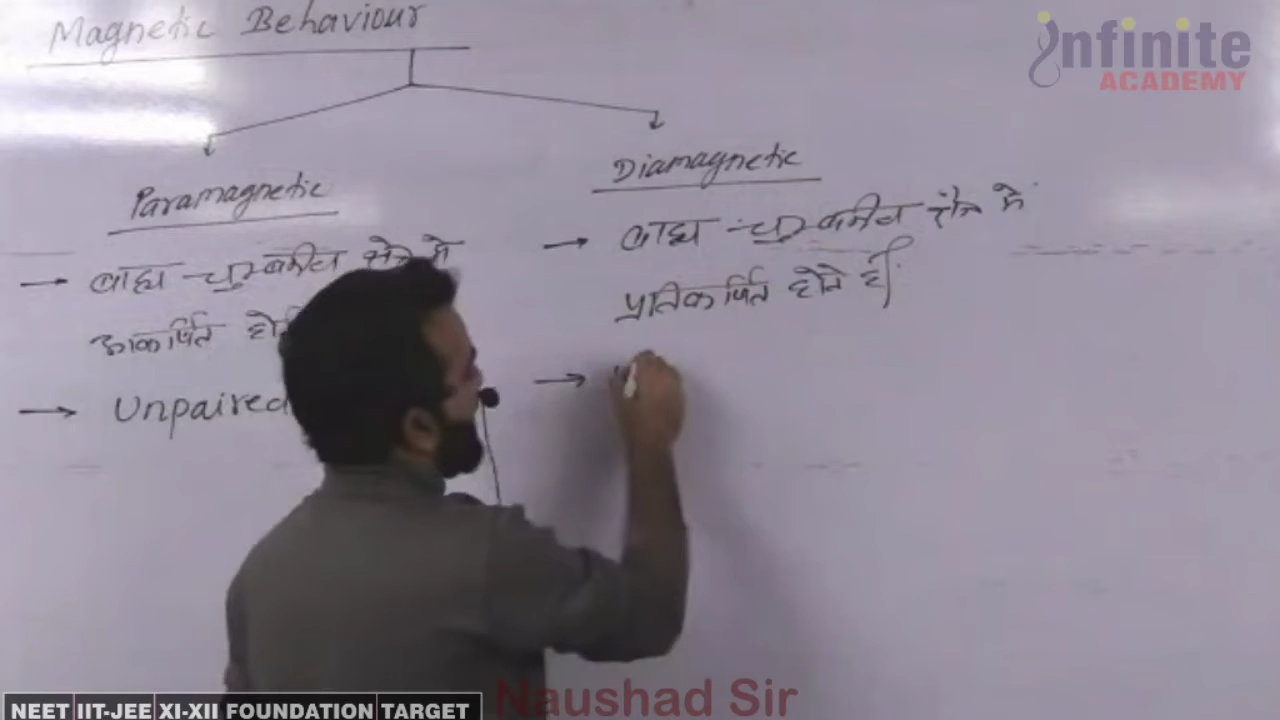 Magnetic Behaviour
infinite
ACADEMY
Paramagnetic
Diamagnetic
→ बाह्य चुम्बकीय क्षेत्र में
आकर्षित
→ Unpaired
→ बाह्य चुम्बकीय क्षेत्र में
प्रतिकर्षित होते हैं
→
NEET IIT-JEE XI-XII FOUNDATION TARGET
Naushad Sir